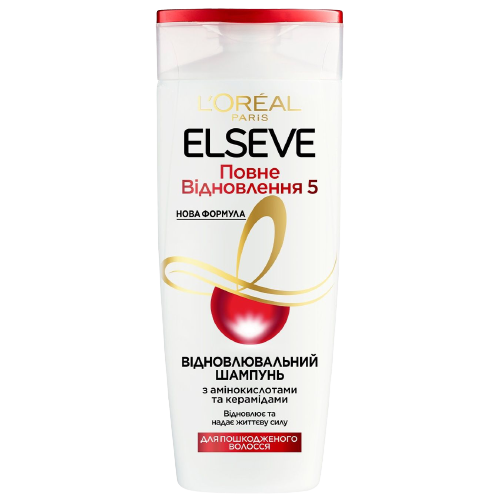 L'ORÉAL
PARIS
ELSEVE
Повне
Відновлення 5
НОВА ФОРМУЛА
ВІДНОВЛЮВАЛЬНИЙ
ШАМПУНЬ
з амінокислотами
та керамідами
Відновлює та
надає життєву силу
ДЛЯ ПОШКОДЖЕНОГО
ВОЛОССЯ